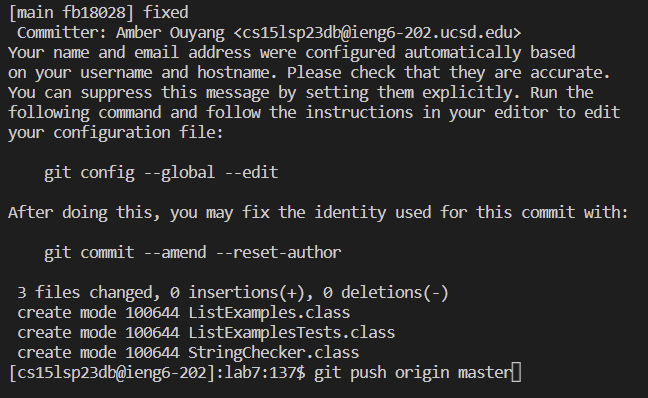 [main fb18028] fixed
 Committer: Amber Ouyang <cs15lsp23db@ieng6-202.ucsd.edu>
Your name and email address were configured automatically based
on your username and hostname. Please check that they are accurate.
You can suppress this message by setting them explicitly. Run the
following command and follow the instructions in your editor to edit
your configuration file:

    git config --global --edit

After doing this, you may fix the identity used for this commit with:

    git commit --amend --reset-author

 3 files changed, 0 insertions(+), 0 deletions(-)
 create mode 100644 ListExamples.class
 create mode 100644 ListExamplesTests.class
 create mode 100644 StringChecker.class
[cs15lsp23db@ieng6-202]:lab7:137$ git push origin master